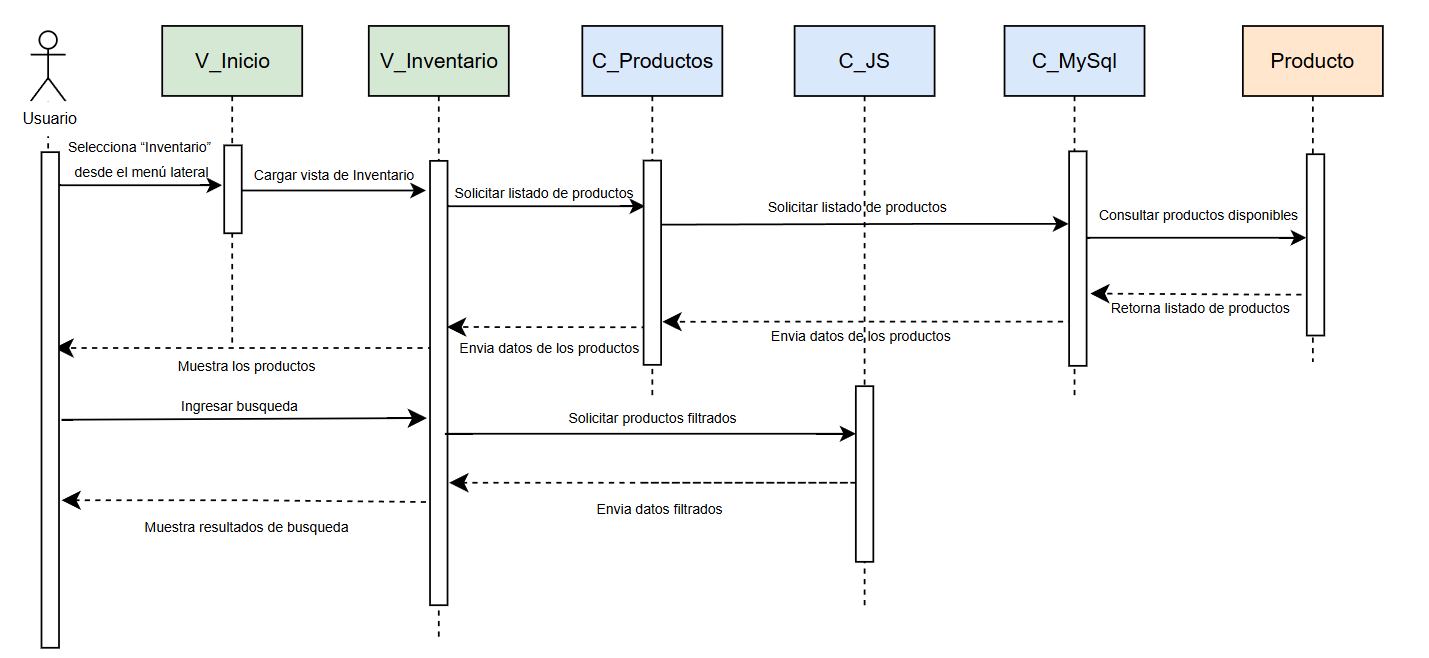 V_Inicio
V_Inventario
C_Productos
C_JS
C_MySql
Producto
Usuario
Selecciona “Inventario”
desde el menú lateral
Cargar vista de Inventario
Solicitar listado de productos
Solicitar listado de productos
Consultar productos disponibles
Retorna listado de productos
Envia datos de los productos
Envia datos de los productos
Muestra los productos
Ingresar busqueda
Solicitar productos filtrados
Envia datos filtrados
Muestra resultados de busqueda